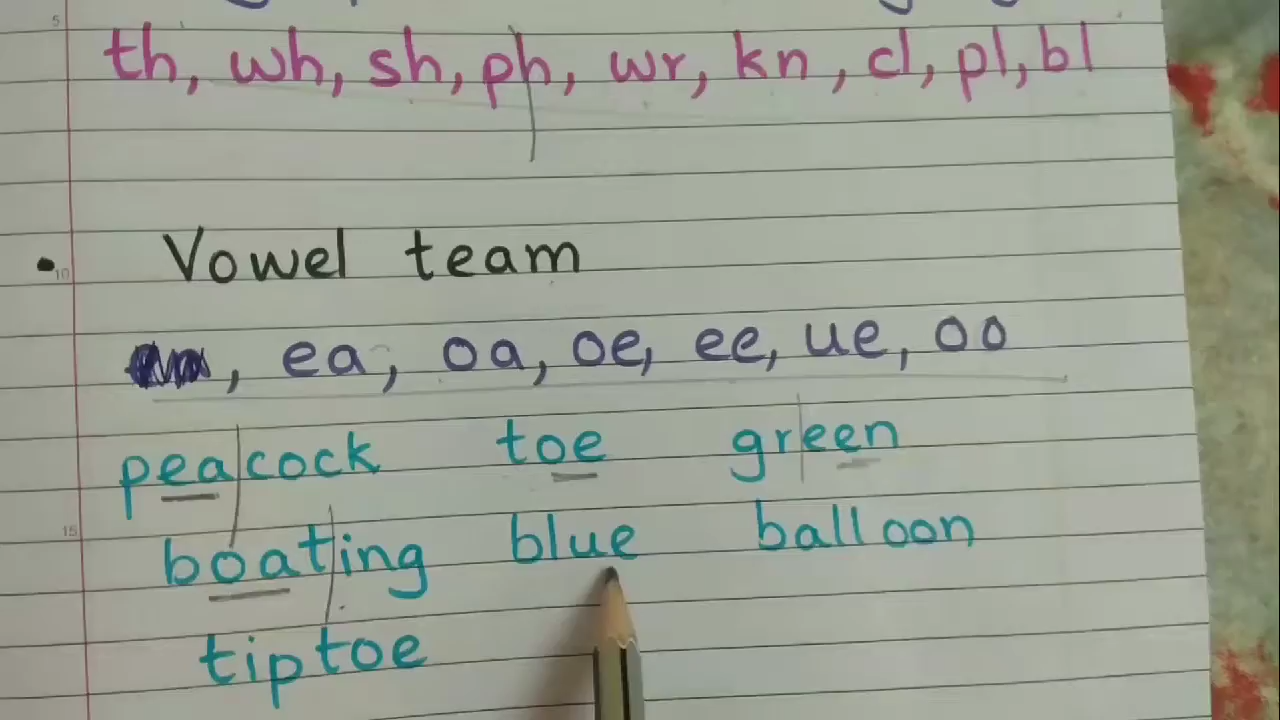 th, wh, sh, ph, wr, kn, cl, pl, bl
• Vowel team
, ea, oa, oe, ee, ue, oo
peacock toe green
boating blue balloon
tiptoe